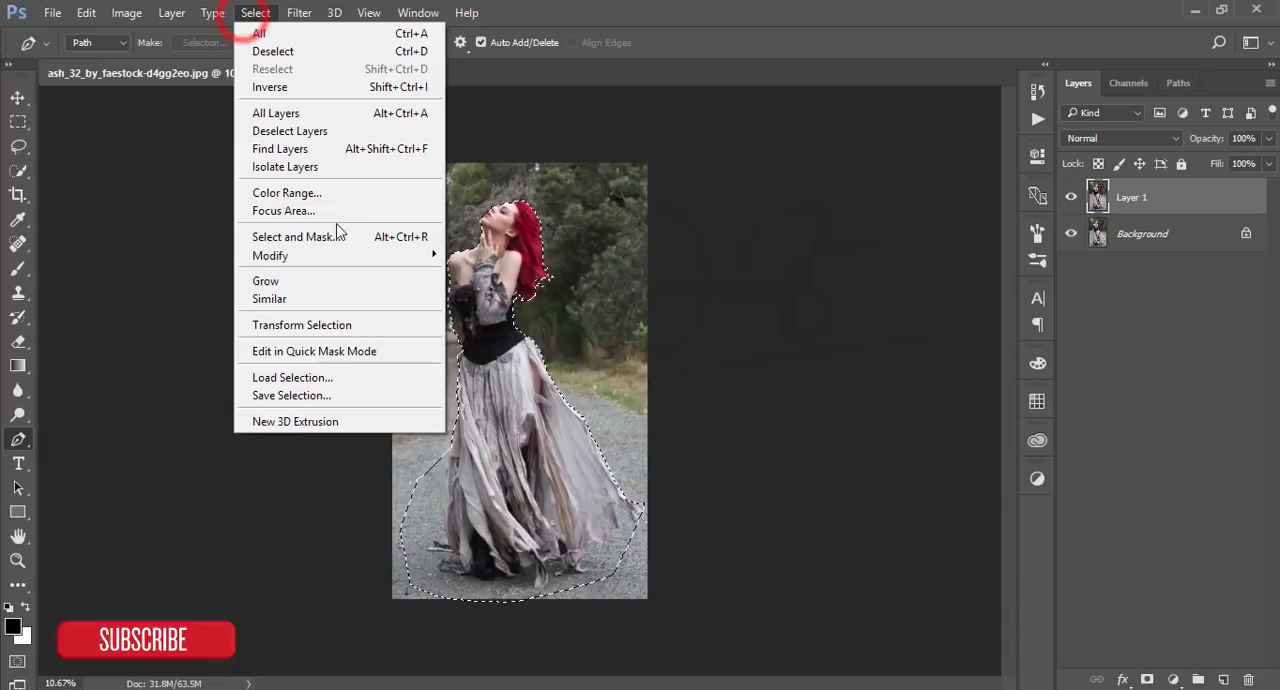 Ps File Edit Image Layer Type Select Filter 3D View Window Help
Path Make: Selection... Auto Add/Delete Align Edges
ash_32_by_faestock-d4gg2eo.jpg @ 10
All Ctrl+A
Deselect Ctrl+D
Reselect Shift+Ctrl+D
Inverse Shift+Ctrl+I
All Layers Alt+Ctrl+A
Deselect Layers
Find Layers Alt+Shift+Ctrl+F
Isolate Layers
Color Range...
Focus Area...
Select and Mask... Alt+Ctrl+R
Modify
Grow
Similar
Transform Selection
Edit in Quick Mask Mode
Load Selection...
Save Selection...
New 3D Extrusion
Layers Channels Paths
Kind
Normal Opacity: 100%
Lock: Fill: 100%
Layer 1
Background
SUBSCRIBE
10.67% Doc: 31.8M/63.5M